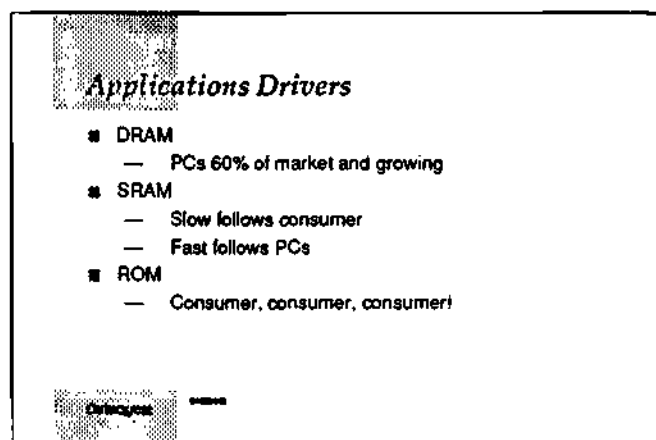 Applications Drivers
DRAM
— PCs 60% of market and growing
SRAM
— Slow follows consumer
— Fast follows PCs
ROM
— Consumer, consumer, consumer!
Dataquest